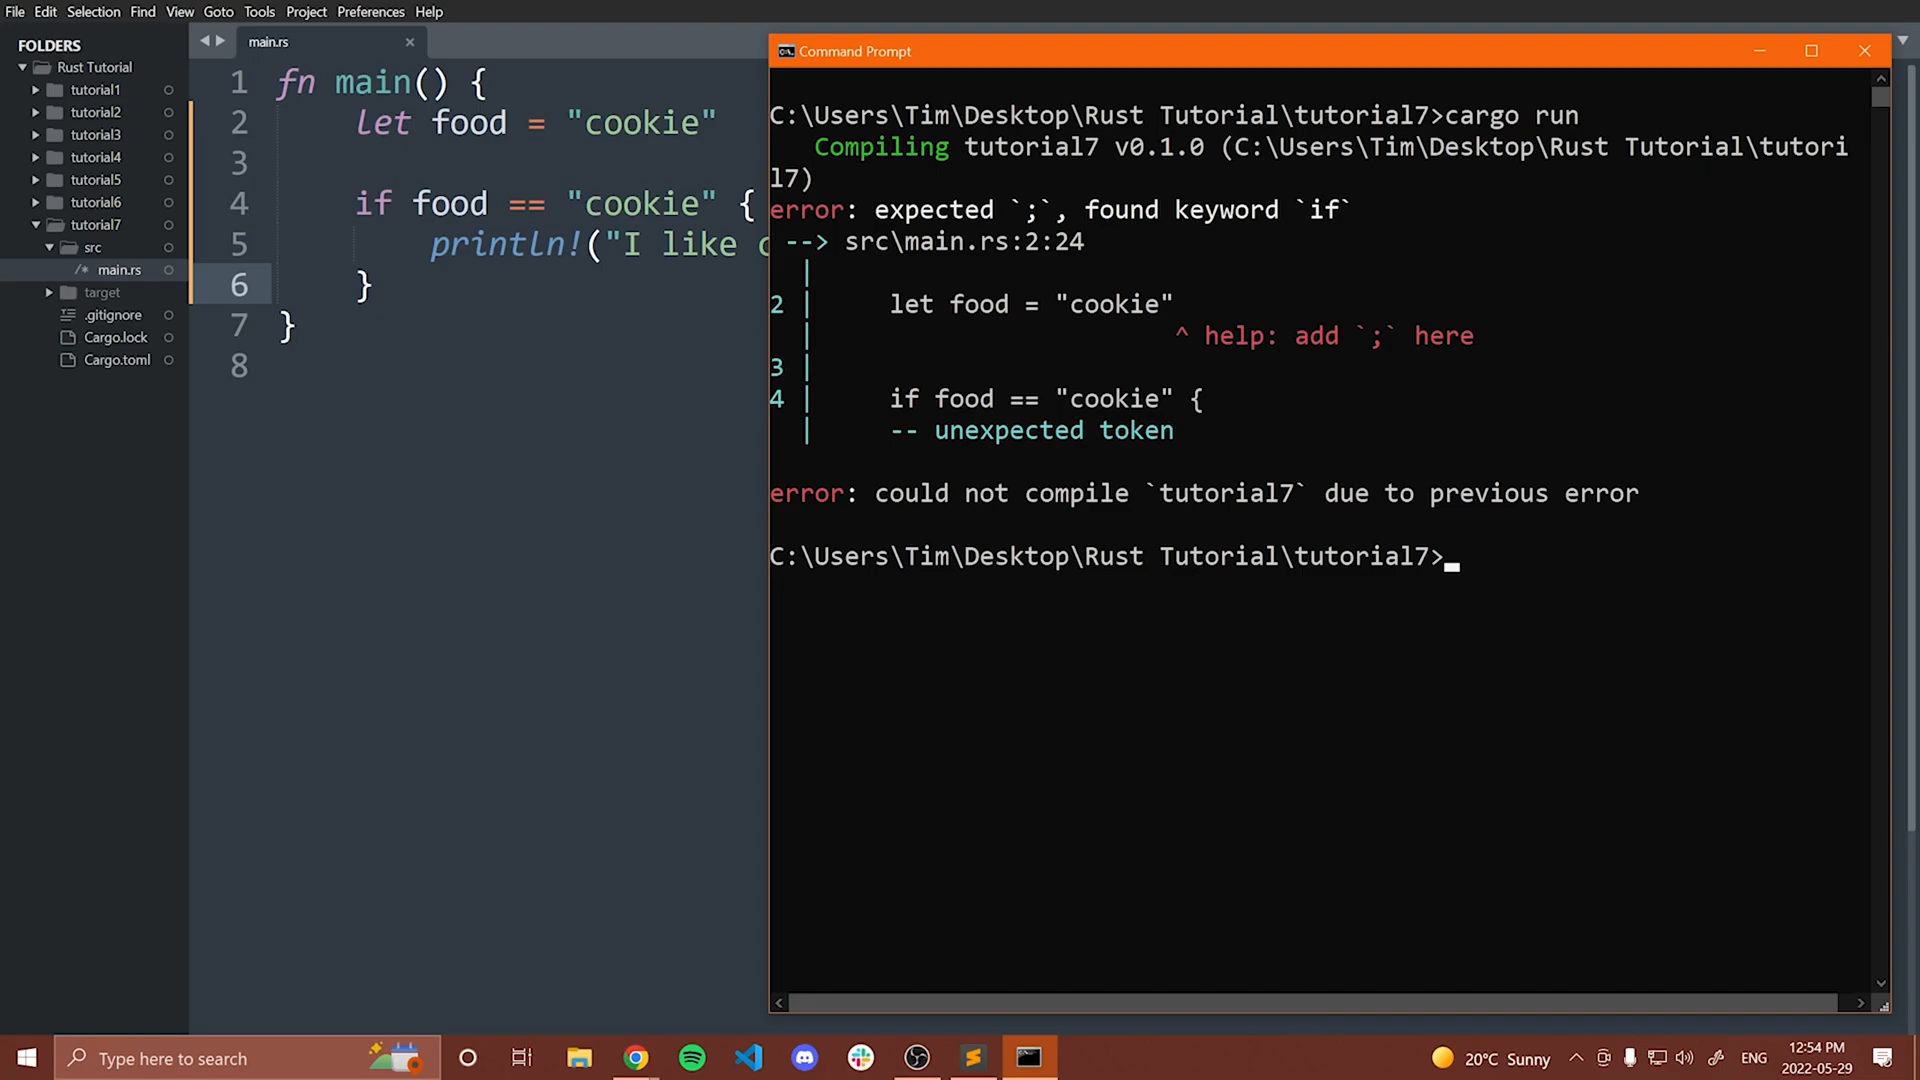 File Edit Selection Find View Goto Tools Project Preferences Help
FOLDERS
Rust Tutorial
tutorial1
tutorial2
tutorial3
tutorial4
tutorial5
tutorial6
tutorial7
src
/* main.rs
target
.gitignore
Cargo.lock
Cargo.toml
main.rs
1 fn main() {
2 let food = "cookie"
3
4 if food == "cookie" {
5 println!("I like
6 }
7 }
8
Command Prompt
C:\Users\Tim\Desktop\Rust Tutorial\tutorial7>cargo run
Compiling tutorial7 v0.1.0 (C:\Users\Tim\Desktop\Rust Tutorial\tutori
l7)
error: expected `;`, found keyword `if`
--> src\main.rs:2:24
|
2 | let food = "cookie"
| ^ help: add `;` here
3 |
4 | if food == "cookie" {
| -- unexpected token
error: could not compile `tutorial7` due to previous error
C:\Users\Tim\Desktop\Rust Tutorial\tutorial7>
Type here to search
20°C Sunny
ENG
12:54 PM
2022-05-29